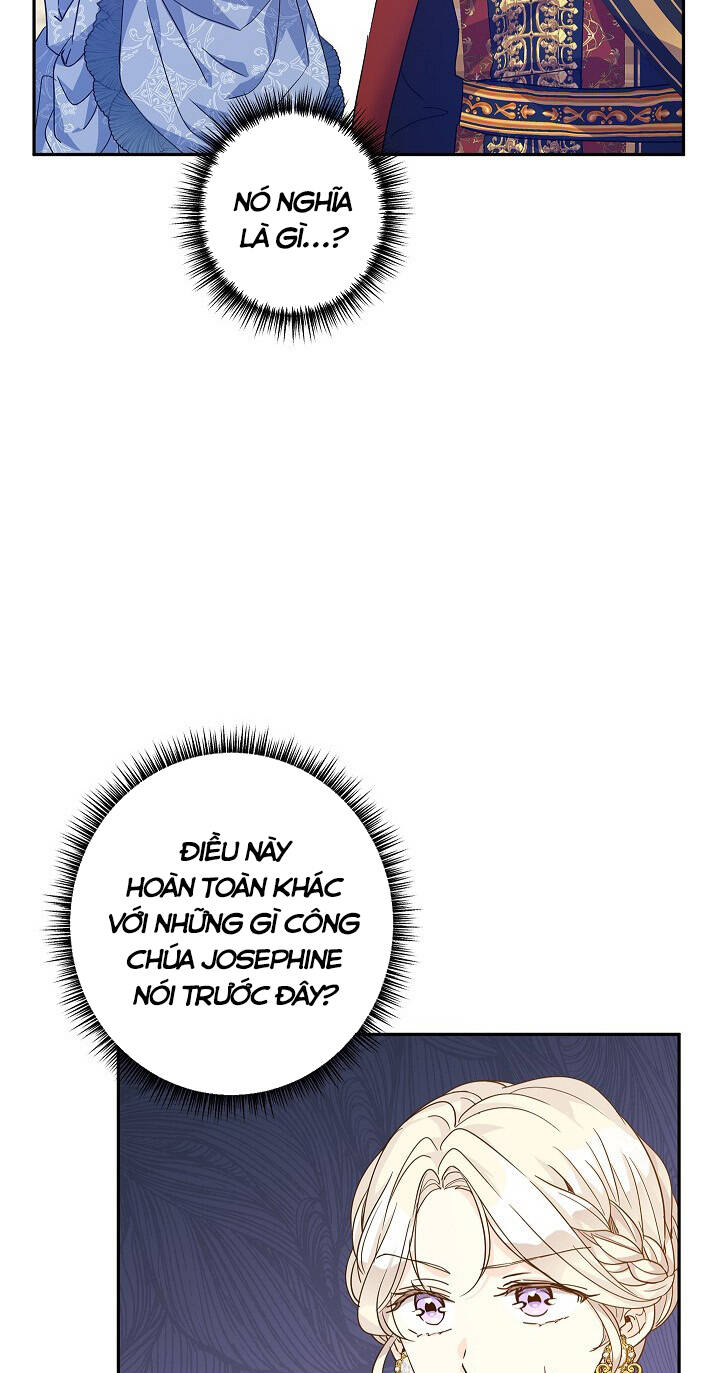 NÓ NGHĨA
LÀ GÌ...?
ĐIỀU NÀY
HOÀN TOÀN KHÁC
VỚI NHỮNG GÌ CÔNG
CHÚA JOSEPHINE
NÓI TRƯỚC ĐÂY?